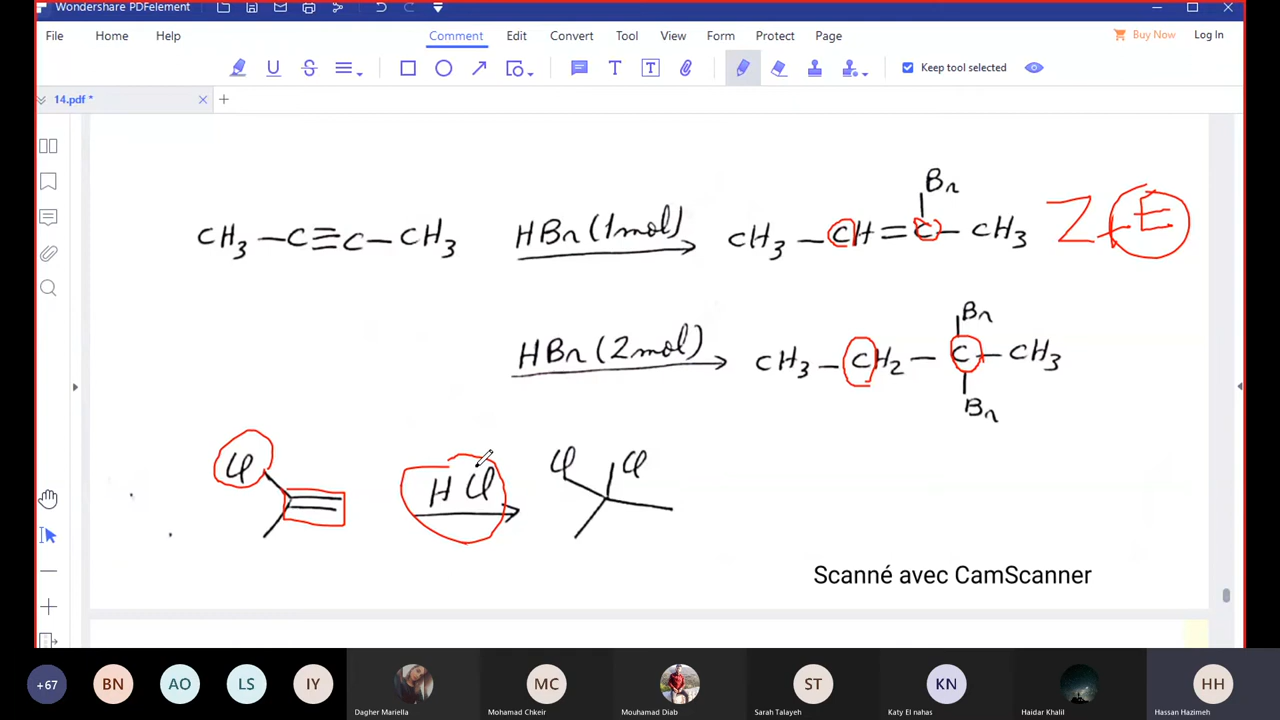 Wondershare PDFelement
File Home Help Comment Edit Convert Tool View Form Protect Page Buy Now Log In
Keep tool selected
14.pdf *
Br
CH3 — C ≡ C — CH3 HBr (1mol) CH3 — CH = C — CH3 Z + E
Br
HBr (2mol) CH3 — CH2 — C — CH3
Br
Cl HCl Cl Cl
Scanné avec CamScanner
+67 BN AO LS IY MC ST KN HH
Dagher Mariella Mohamad Chkeir Mouhamad Diab Sarah Talayeh Katy El nahas Haidar Khalil Hassan Hazimeh